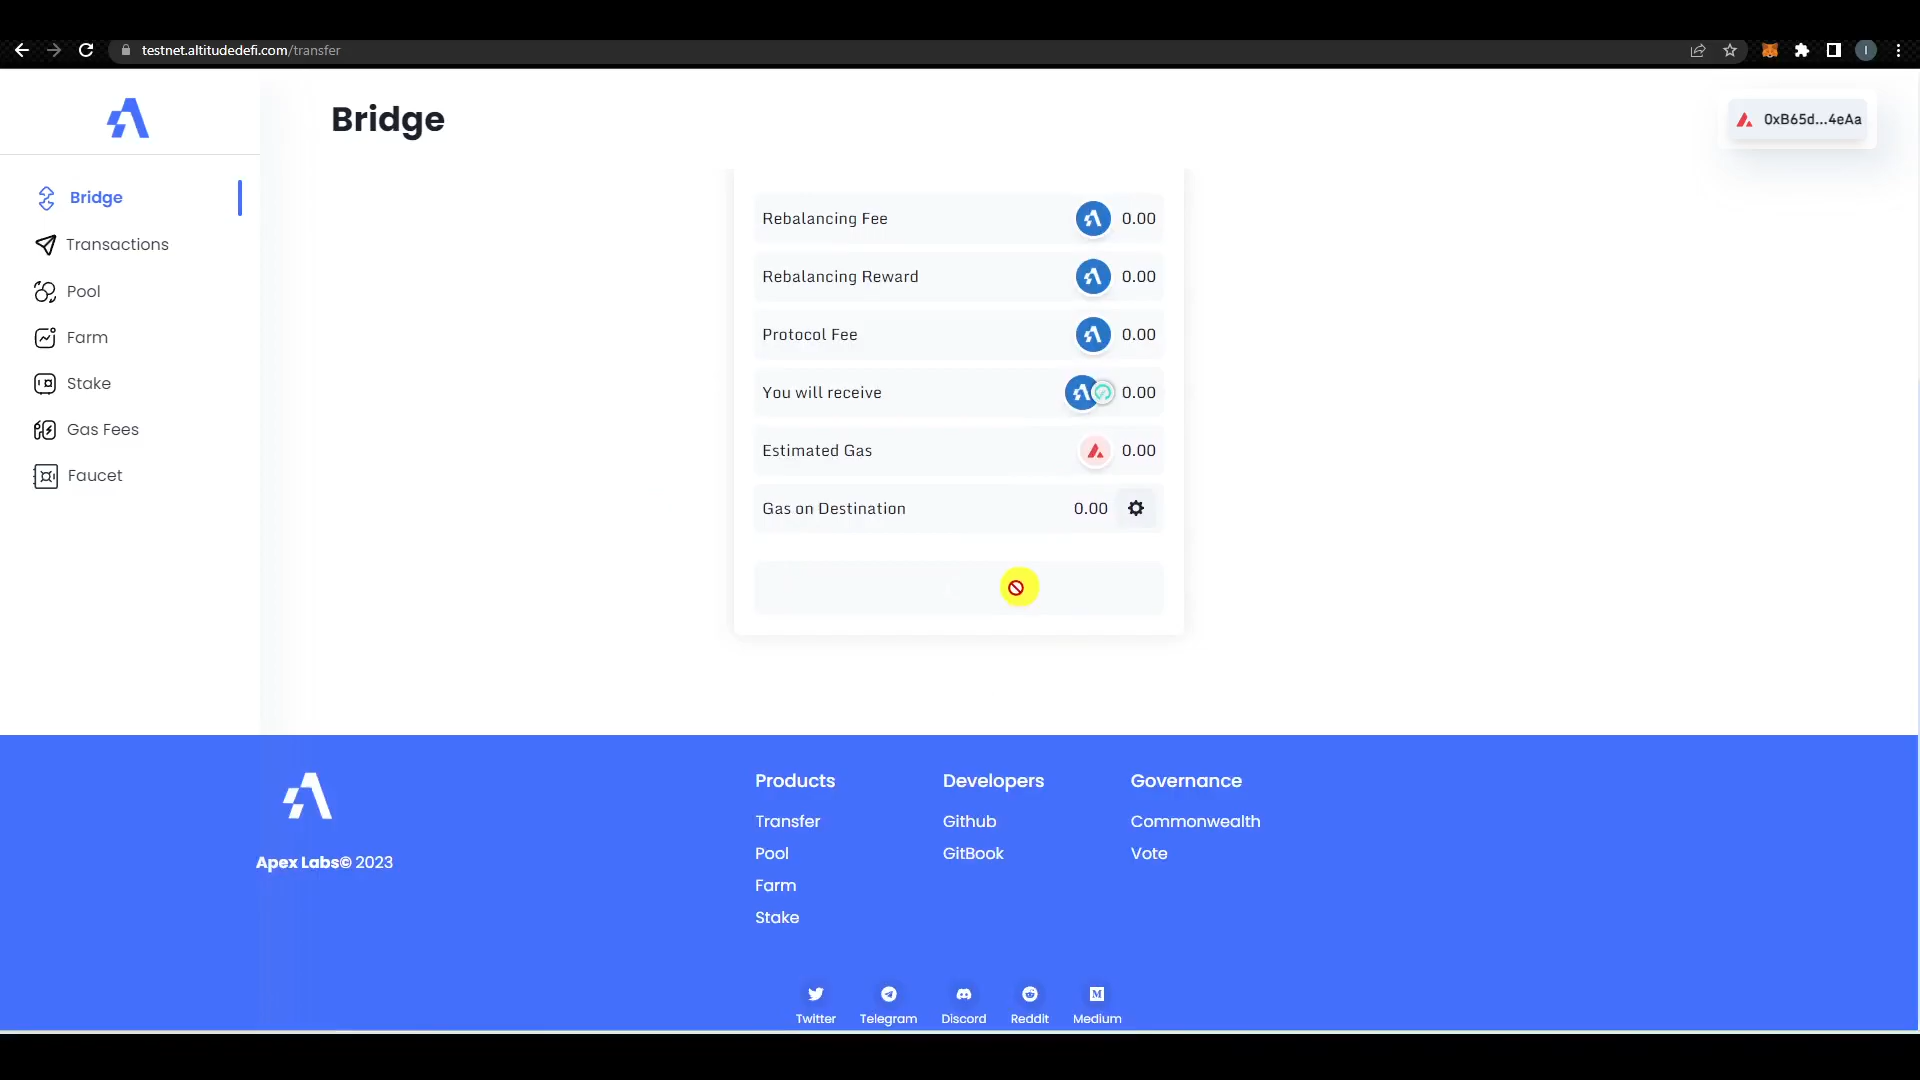 testnet.altitudedefi.com/transfer
I
Bridge
0xB65d...4eAa
Bridge
Transactions
Pool
Farm
Stake
Gas Fees
Faucet
Rebalancing Fee 0.00
Rebalancing Reward 0.00
Protocol Fee 0.00
You will receive 0.00
Estimated Gas 0.00
Gas on Destination 0.00
Apex Labs© 2023
Products
Transfer
Pool
Farm
Stake
Developers
Github
GitBook
Governance
Commonwealth
Vote
Twitter
Telegram
Discord
Reddit
Medium